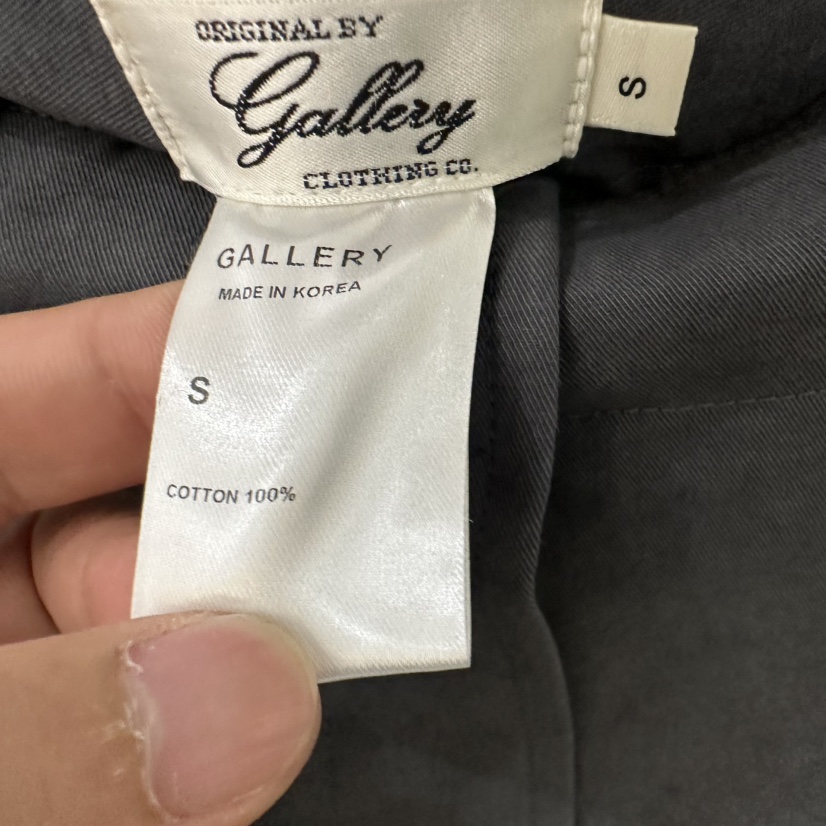 ORIGINAL BY
Gallery
CLOTHING CO.
S
GALLERY
MADE IN KOREA
S
COTTON 100%